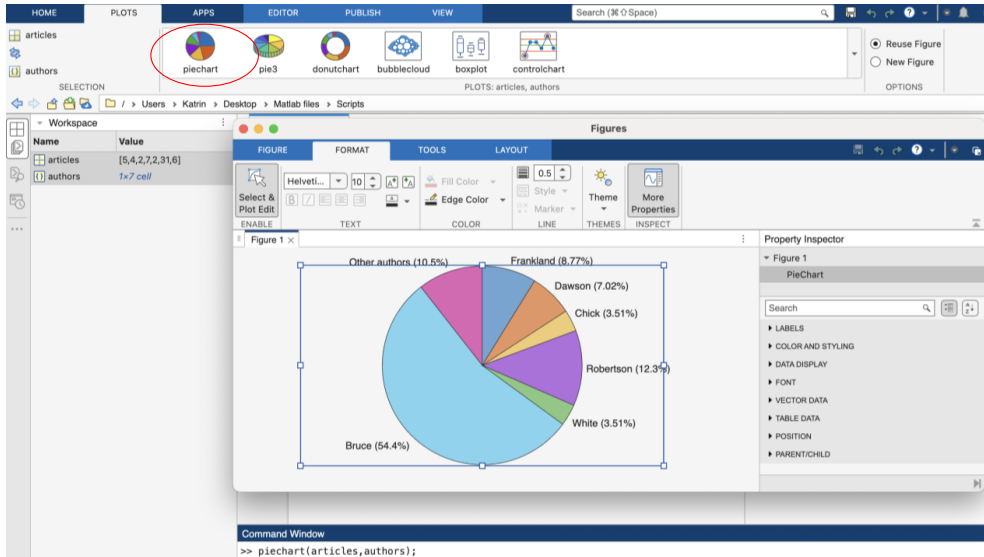 HOME PLOTS APPS EDITOR PUBLISH VIEW Search (⌘⇧Space)
articles
authors
SELECTION
piechart pie3 donutchart bubblecloud boxplot controlchart
PLOTS: articles, authors
Reuse Figure
New Figure
OPTIONS
/ › Users › Katrin › Desktop › Matlab files › Scripts
Workspace
Name Value
articles [5,4,2,7,2,31,6]
authors 1×7 cell
Figures
FIGURE FORMAT TOOLS LAYOUT
Select &
Plot Edit
ENABLE
Helveti... 10
B I
TEXT
Fill Color
Edge Color
COLOR
0.5
Style
Marker
LINE
Theme
THEMES
More
Properties
INSPECT
Figure 1 ×
Other authors (10.5%)
Frankland (8.77%)
Dawson (7.02%)
Chick (3.51%)
Robertson (12.3%)
White (3.51%)
Bruce (54.4%)
Property Inspector
Figure 1
PieChart
Search
LABELS
COLOR AND STYLING
DATA DISPLAY
FONT
VECTOR DATA
TABLE DATA
POSITION
PARENT/CHILD
Command Window
>> piechart(articles,authors);